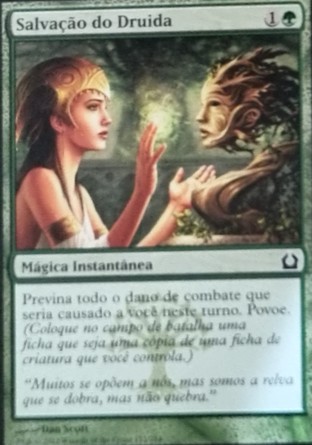 Salvação do Druida 1
Mágica Instantânea
Previna todo o dano de combate que
seria causado a você neste turno. Povoe.
(Coloque no campo de batalha uma
ficha que seja uma cópia de uma ficha de
criatura que você controla.)
"Muitos se opõem a nós, mas somos a relva
que se dobra, mas não quebra."
Dan Scott